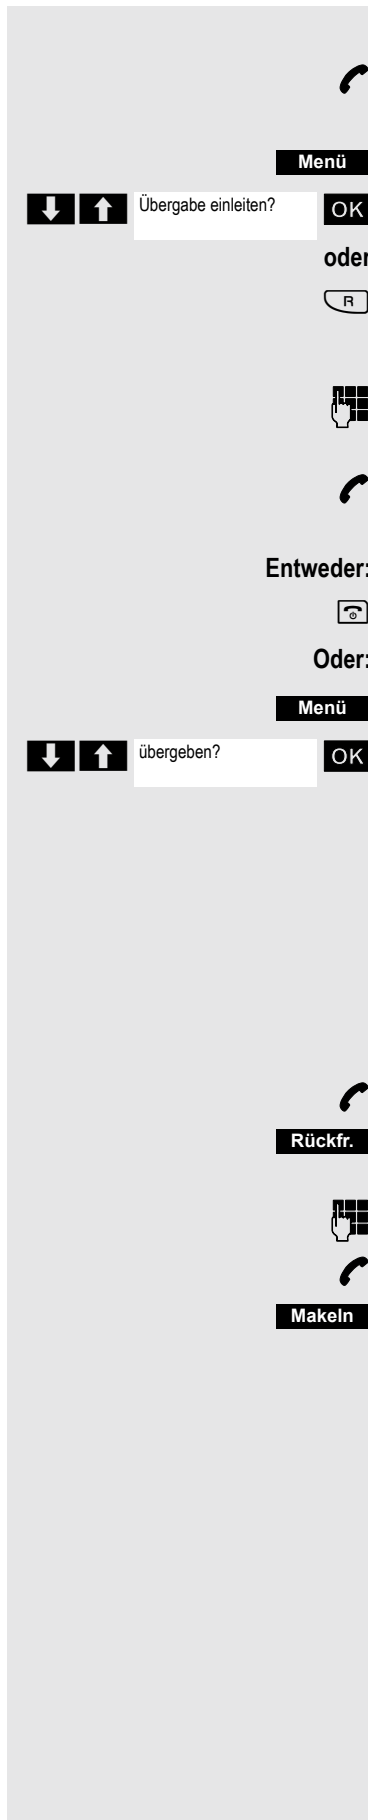 Menü
Übergabe einleiten? OK
oder
R
Entweder:
Oder:
Menü
übergeben? OK
Rückfr.
Makeln